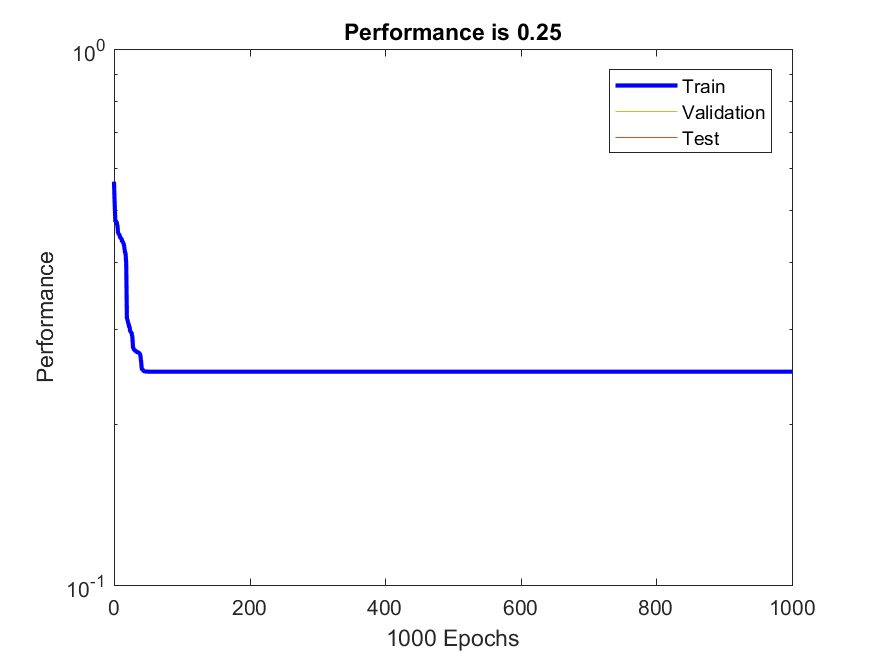 Performance is 0.25
10^0
Train
Validation
Test
Performance
10^-1
0 200 400 600 800 1000
1000 Epochs